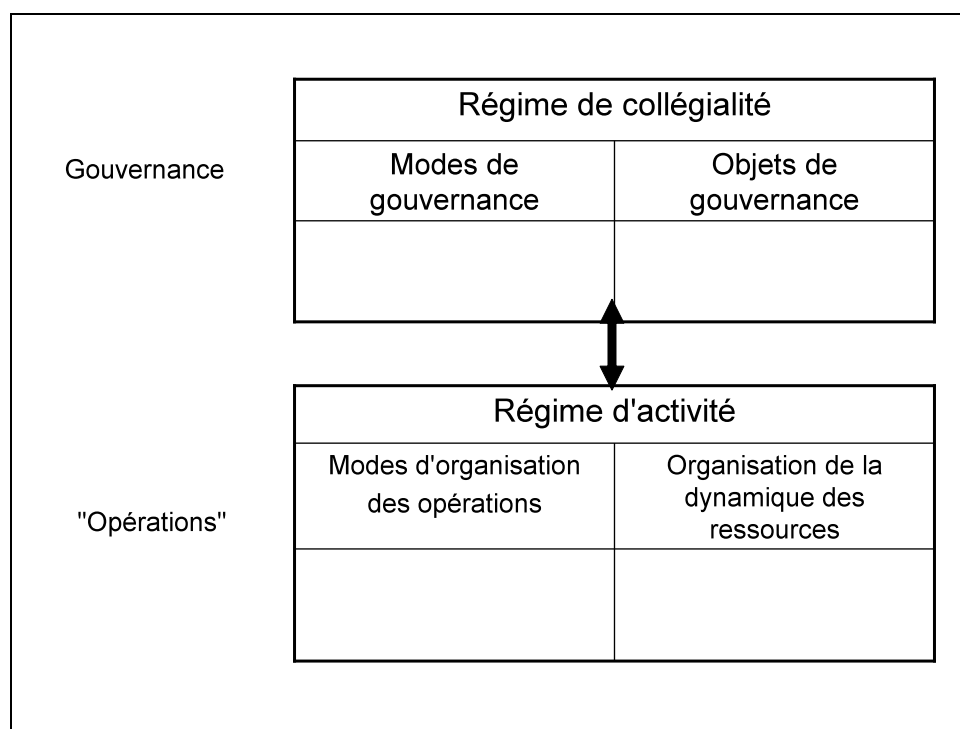 Régime de collégialité
Gouvernance
Modes de
gouvernance
Objets de
gouvernance
Régime d'activité
"Opérations"
Modes d'organisation
des opérations
Organisation de la
dynamique des
ressources